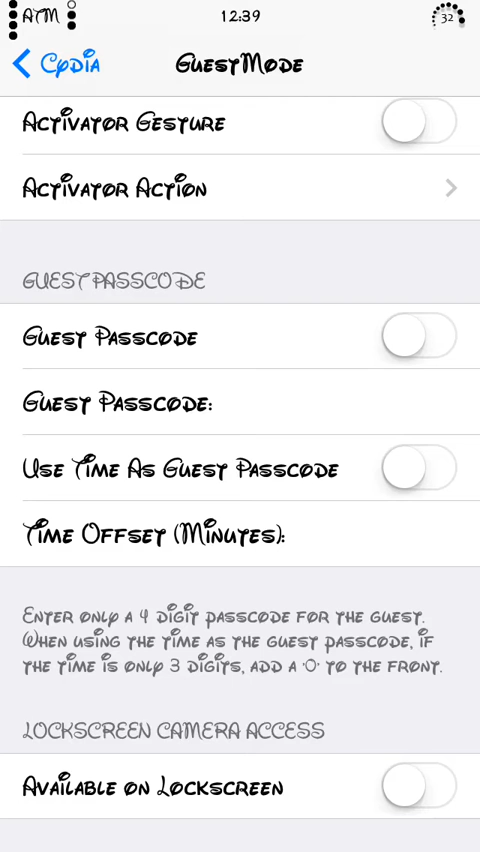 ATM 12:39 32
Cydia GuestMode
Activator Gesture
Activator Action
GUEST PASSCODE
Guest Passcode
Guest Passcode:
Use Time As Guest Passcode
Time Offset (Minutes):
Enter only a 4 digit passcode for the guest.
When using the time as the guest passcode, if
the time is only 3 digits, add a '0' to the front.
LOCKSCREEN CAMERA ACCESS
Available on Lockscreen